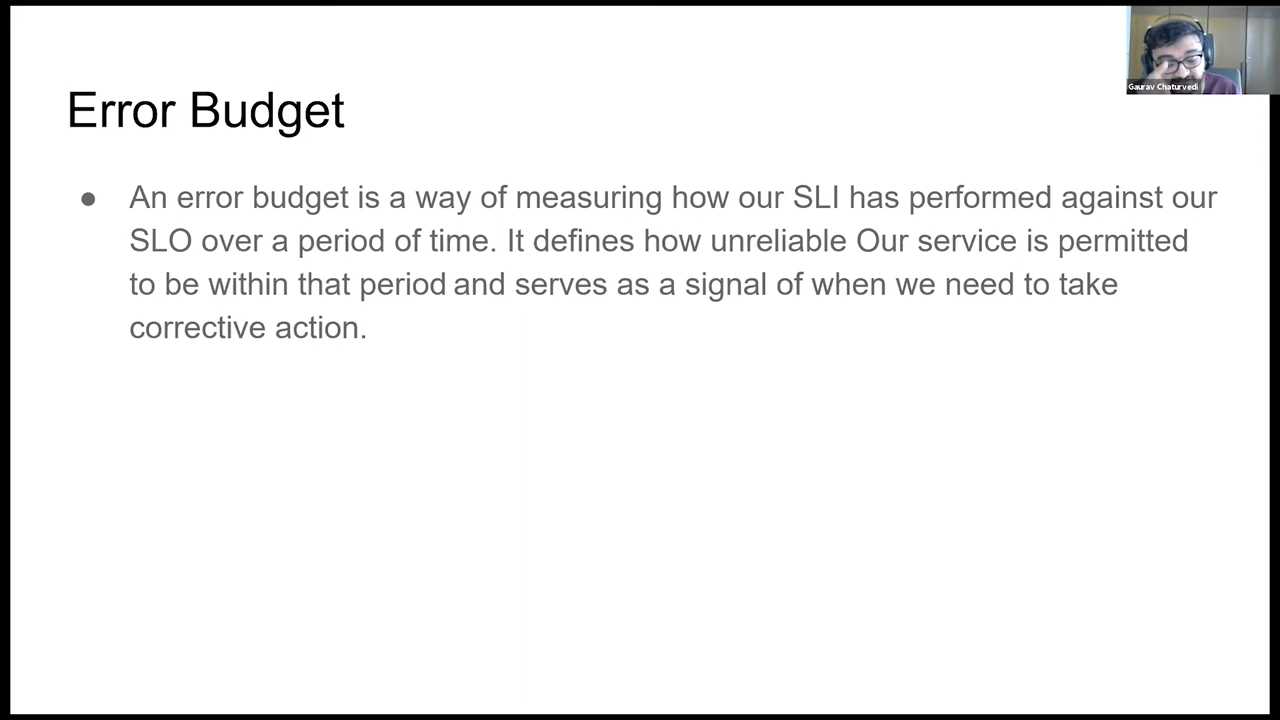 Gaurav Chaturvedi
Error Budget
● An error budget is a way of measuring how our SLI has performed against our
SLO over a period of time. It defines how unreliable Our service is permitted
to be within that period and serves as a signal of when we need to take
corrective action.